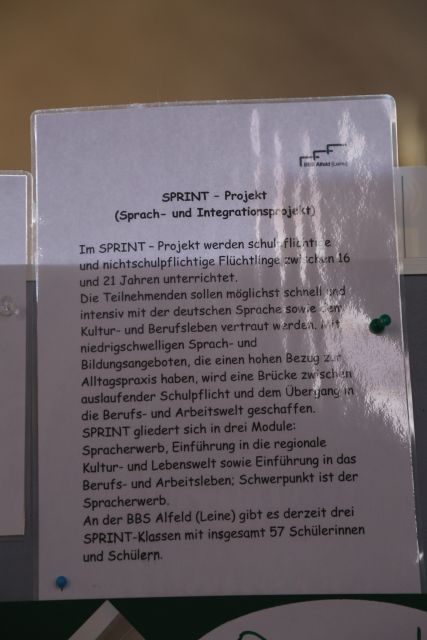 BBS Alfeld (Leine)
SPRINT – Projekt
(Sprach- und Integrationsprojekt)
Im SPRINT – Projekt werden schulpflichtige
und nichtschulpflichtige Flüchtlinge zwischen 16
und 21 Jahren unterrichtet.
Die Teilnehmenden sollen möglichst schnell und
intensiv mit der deutschen Sprache sowie dem
Kultur- und Berufsleben vertraut werden. Mit
niedrigschwelligen Sprach- und
Bildungsangeboten, die einen hohen Bezug zur
Alltagspraxis haben, wird eine Brücke zwischen
auslaufender Schulpflicht und dem Übergang in
die Berufs- und Arbeitswelt geschaffen.
SPRINT gliedert sich in drei Module:
Spracherwerb, Einführung in die regionale
Kultur- und Lebenswelt sowie Einführung in das
Berufs- und Arbeitsleben; Schwerpunkt ist der
Spracherwerb.
An der BBS Alfeld (Leine) gibt es derzeit drei
SPRINT-Klassen mit insgesamt 57 Schülerinnen
und Schülern.